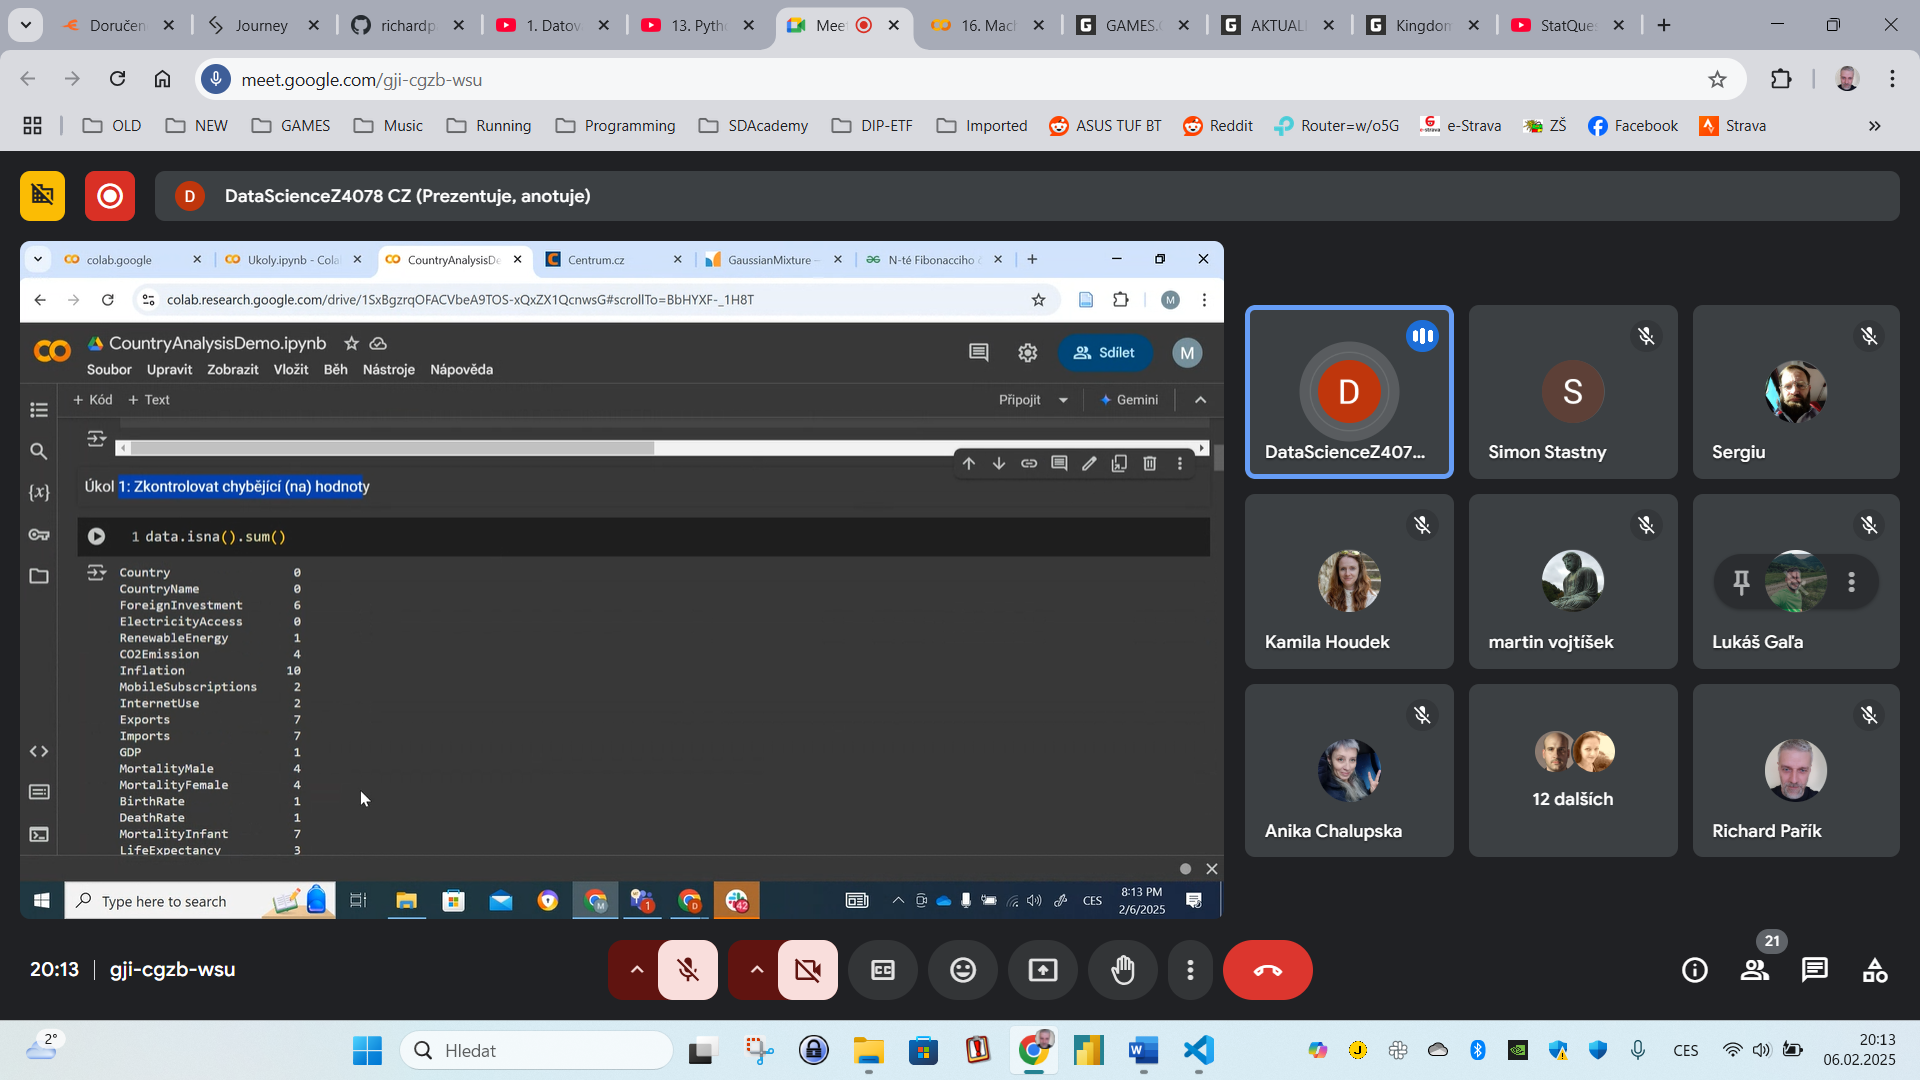 Doručen
Journey
richardp
1. Datov
13. Pyth
Meet
16. Mach
GAMES.
AKTUAL
Kingdom
StatQues
meet.google.com/gji-cgzb-wsu
OLD
NEW
GAMES
Music
Running
Programming
SDAcademy
DIP-ETF
Imported
ASUS TUF BT
Reddit
Router=w/o5G
e-Strava
ZŠ
Facebook
Strava
D
DataScienceZ4078 CZ (Prezentuje, anotuje)
colab.google
Ukoly.ipynb - Cola
CountryAnalysisDe
Centrum.cz
GaussianMixture
N-té Fibonacciho
colab.research.google.com/drive/1SxBgzrqOFACVbeA9TOS-xQxZX1QcnwsG#scrollTo=BbHYXF-_1H8T
M
CountryAnalysisDemo.ipynb
Sdílet
M
Soubor Upravit Zobrazit Vložit Běh Nástroje Nápověda
+ Kód + Text
Připojit
Gemini
Úkol 1: Zkontrolovat chybějící (na) hodnoty
1 data.isna().sum()
Country 0
CountryName 0
ForeignInvestment 6
ElectricityAccess 0
RenewableEnergy 1
CO2Emission 4
Inflation 10
MobileSubscriptions 2
InternetUse 2
Exports 7
Imports 7
GDP 1
MortalityMale 4
MortalityFemale 4
BirthRate 1
DeathRate 1
MortalityInfant 7
LifeExpectancy 3
Type here to search
CES
8:13 PM
2/6/2025
D
DataScienceZ407...
S
Simon Stastny
Sergiu
Kamila Houdek
martin vojtíšek
Lukáš Gaľa
Anika Chalupska
12 dalších
Richard Pařík
20:13
gji-cgzb-wsu
21
2°
Hledat
CES
20:13
06.02.2025